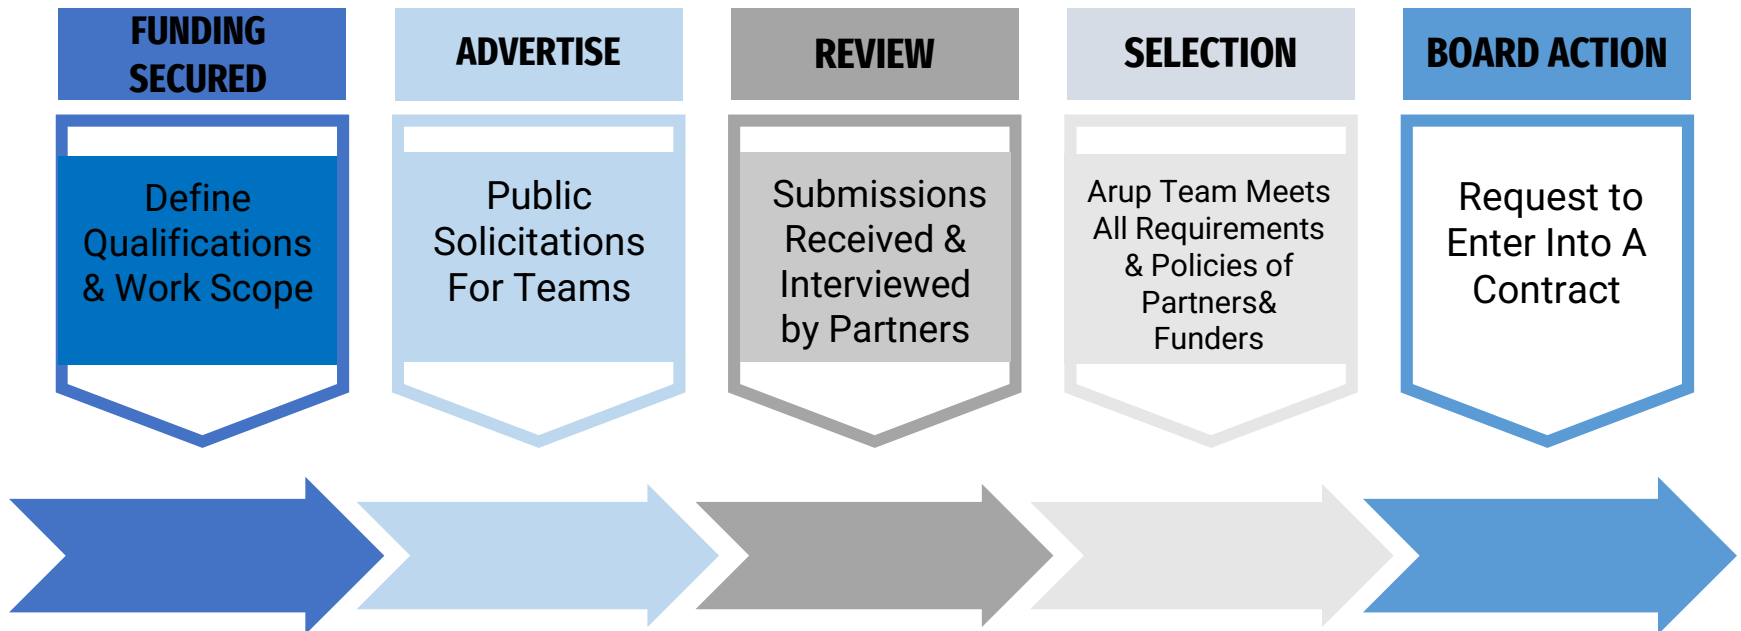 FUNDING
SECURED
ADVERTISE
REVIEW
SELECTION
BOARD ACTION
Define
Qualifications
& Work Scope
Public
Solicitations
For Teams
Submissions
Received &
Interviewed
by Partners
Arup Team Meets
All Requirements
& Policies of
Partners&
Funders
Request to
Enter Into A
Contract